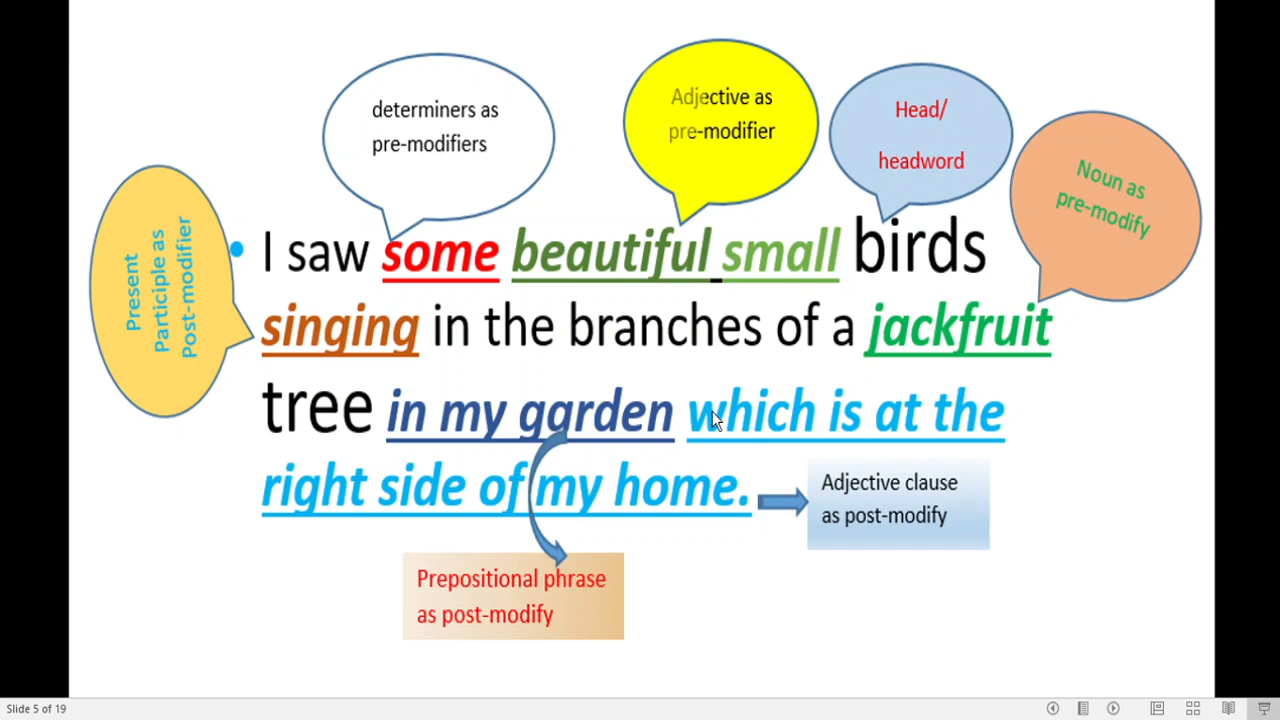 determiners as
pre-modifiers
Adjective as
pre-modifier
Head/
headword
Noun as
pre-modify
Present
Participle as
Post-modifier
• I saw some beautiful small birds
singing in the branches of a jackfruit
tree in my garden which is at the
right side of my home.
Adjective clause
as post-modify
Prepositional phrase
as post-modify
Slide 5 of 19